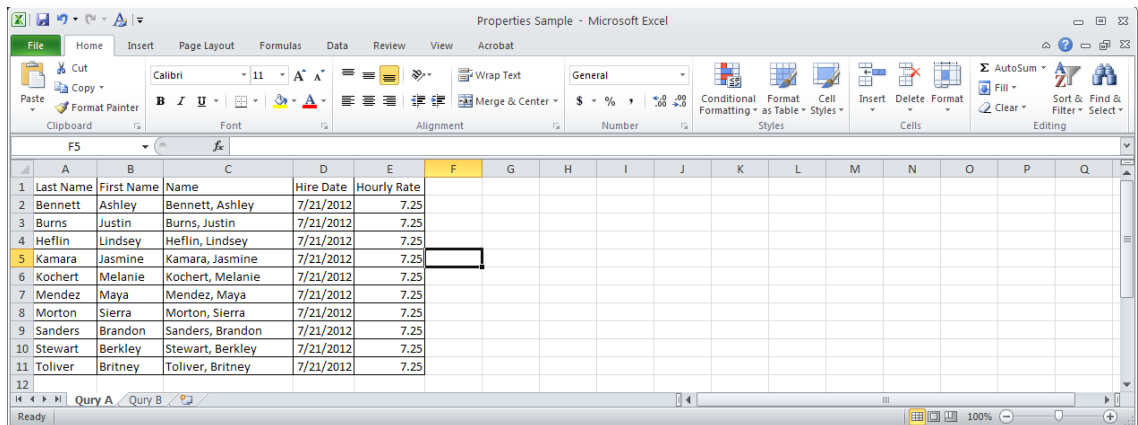 Properties Sample - Microsoft Excel
File Home Insert Page Layout Formulas Data Review View Acrobat
Paste
Cut
Copy
Format Painter
Clipboard
Calibri 11
B I U
Font
Wrap Text
Merge & Center
Alignment
General
$ % , .00 .0
Number
Conditional Formatting
Format as Table
Cell Styles
Styles
Insert Delete Format
Cells
AutoSum
Fill
Clear
Sort & Filter
Find & Select
Editing
F5 fx
A B C D E F G H I J K L M N O P Q
1 Last Name First Name Name Hire Date Hourly Rate
2 Bennett Ashley Bennett, Ashley 7/21/2012 7.25
3 Burns Justin Burns, Justin 7/21/2012 7.25
4 Heflin Lindsey Heflin, Lindsey 7/21/2012 7.25
5 Kamara Jasmine Kamara, Jasmine 7/21/2012 7.25
6 Kochert Melanie Kochert, Melanie 7/21/2012 7.25
7 Mendez Maya Mendez, Maya 7/21/2012 7.25
8 Morton Sierra Morton, Sierra 7/21/2012 7.25
9 Sanders Brandon Sanders, Brandon 7/21/2012 7.25
10 Stewart Berkley Stewart, Berkley 7/21/2012 7.25
11 Toliver Britney Toliver, Britney 7/21/2012 7.25
12
Qury A Qury B
Ready 100%